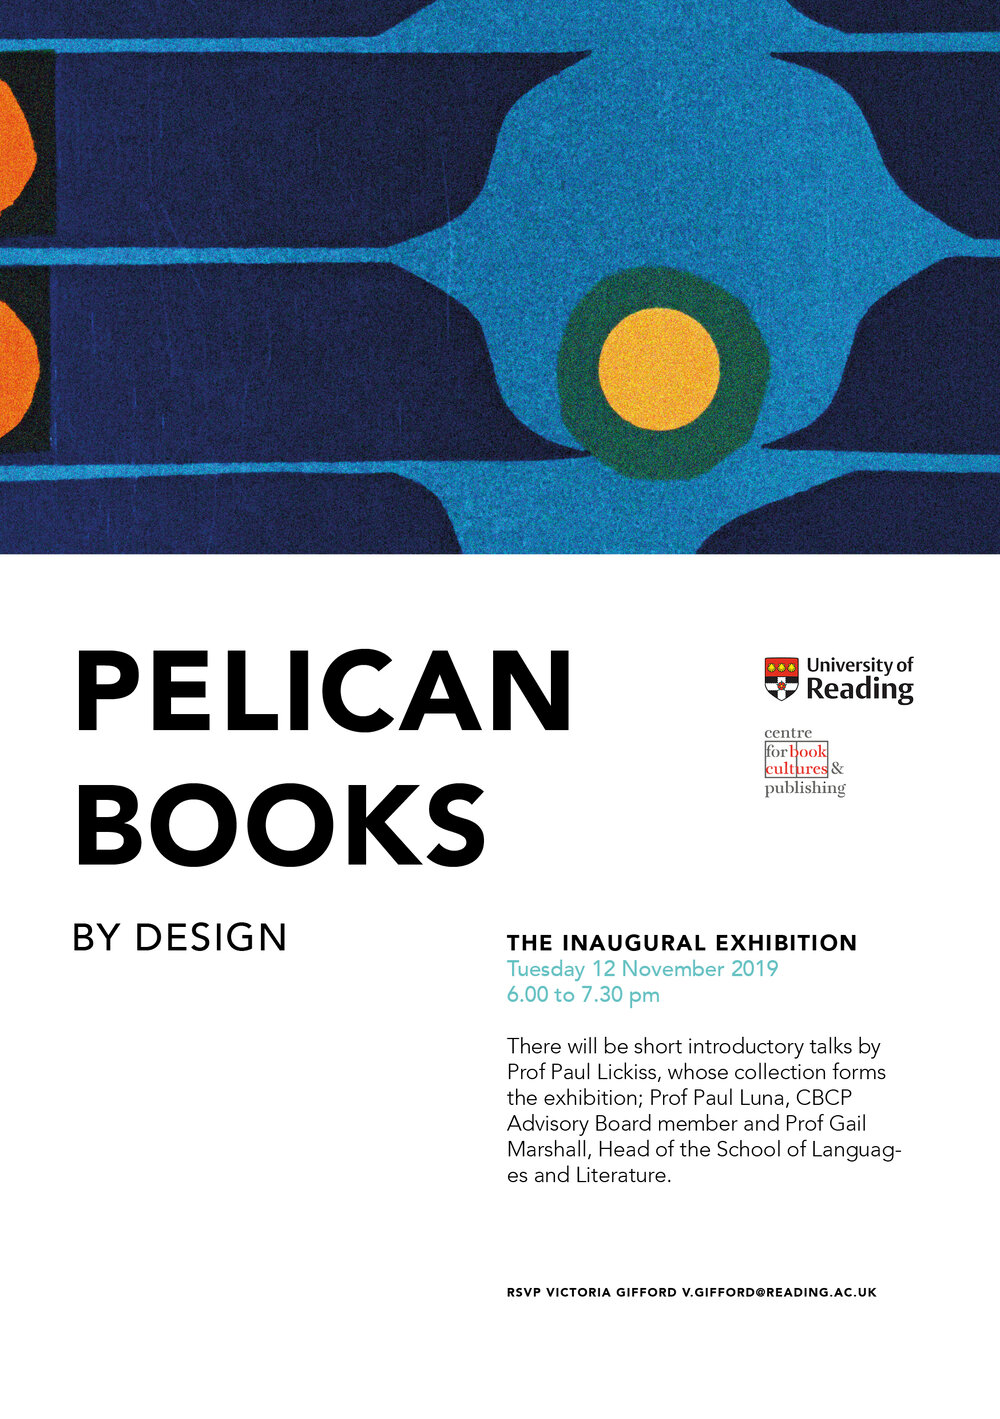 PELICAN
BOOKS
BY DESIGN
University of
Reading
centre
for book
cultures &
publishing
THE INAUGURAL EXHIBITION
Tuesday 12 November 2019
6.00 to 7.30 pm
There will be short introductory talks by
Prof Paul Lickiss, whose collection forms
the exhibition; Prof Paul Luna, CBCP
Advisory Board member and Prof Gail
Marshall, Head of the School of Languag-
es and Literature.
RSVP VICTORIA GIFFORD V.GIFFORD@READING.AC.UK